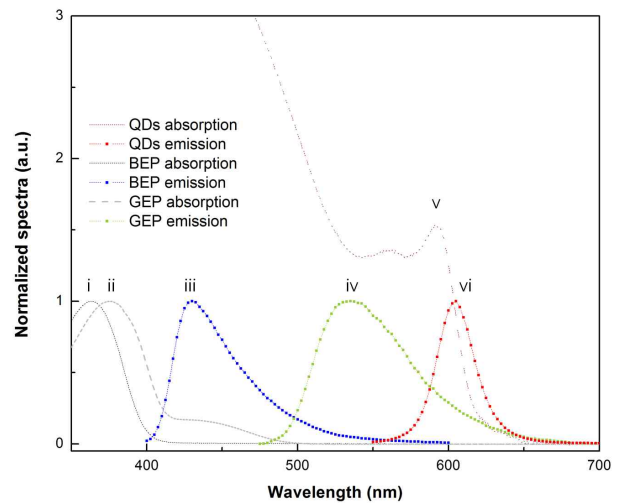 3
QDs absorption
QDs emission
BEP absorption
BEP emission
GEP absorption
GEP emission
2
v
i
ii
iii
iv
vi
1
0
400
500
600
700
Normalized spectra (a.u.)
Wavelength (nm)